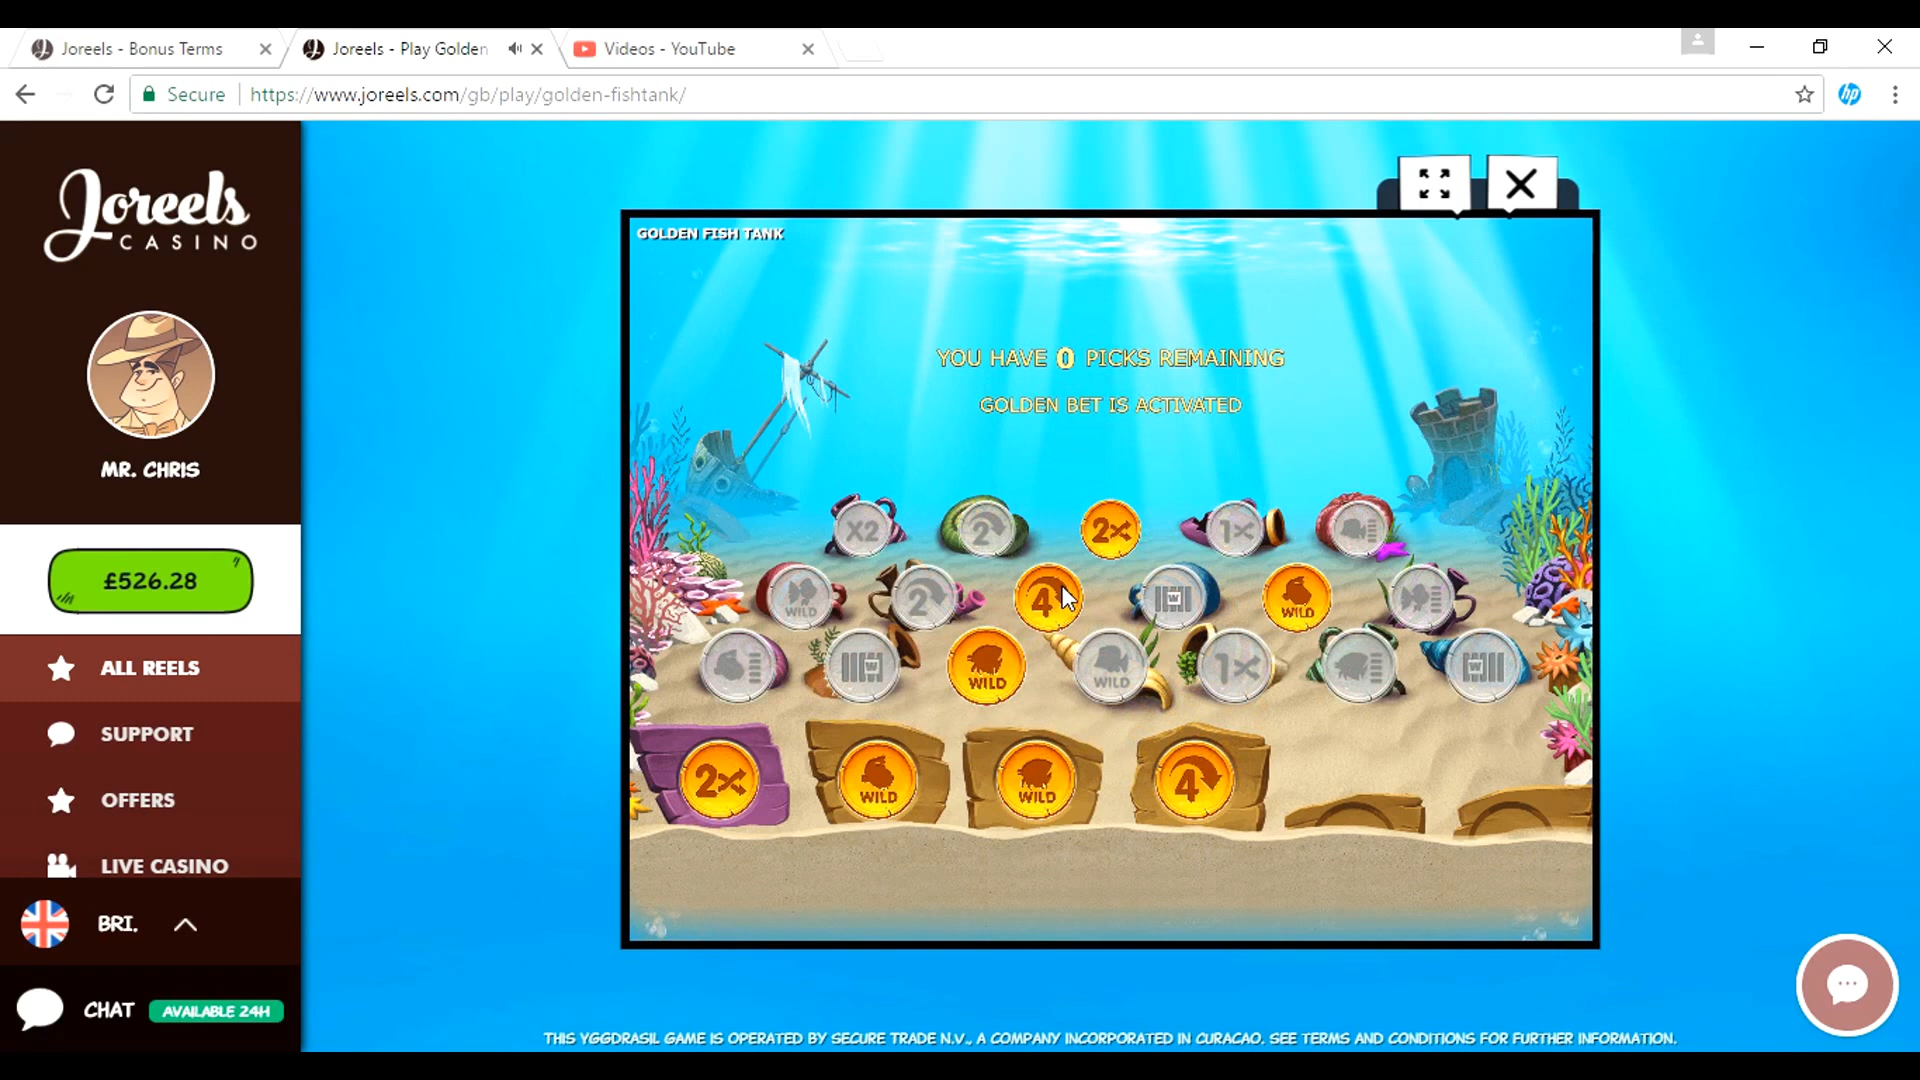 Joreels - Bonus Terms
Joreels - Play Golden
Videos - YouTube
Secure
https://www.joreels.com/gb/play/golden-fishtank/
hp
Joreels
CASINO
MR. CHRIS
£526.28
ALL REELS
SUPPORT
OFFERS
LIVE CASINO
BRI.
CHAT
AVAILABLE 24H
GOLDEN FISH TANK
YOU HAVE 0 PICKS REMAINING
GOLDEN BET IS ACTIVATED
X2
2
2X
1X
WILD
2
4
W
WILD
W
WILD
WILD
1X
W
2X
WILD
WILD
4
THIS YGGDRASIL GAME IS OPERATED BY SECURE TRADE N.V., A COMPANY INCORPORATED IN CURACAO. SEE TERMS AND CONDITIONS FOR FURTHER INFORMATION.